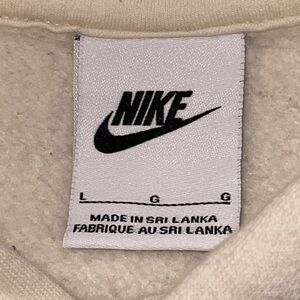 NIKE
L G G
MADE IN SRI LANKA
FABRIQUE AU SRI LANKA